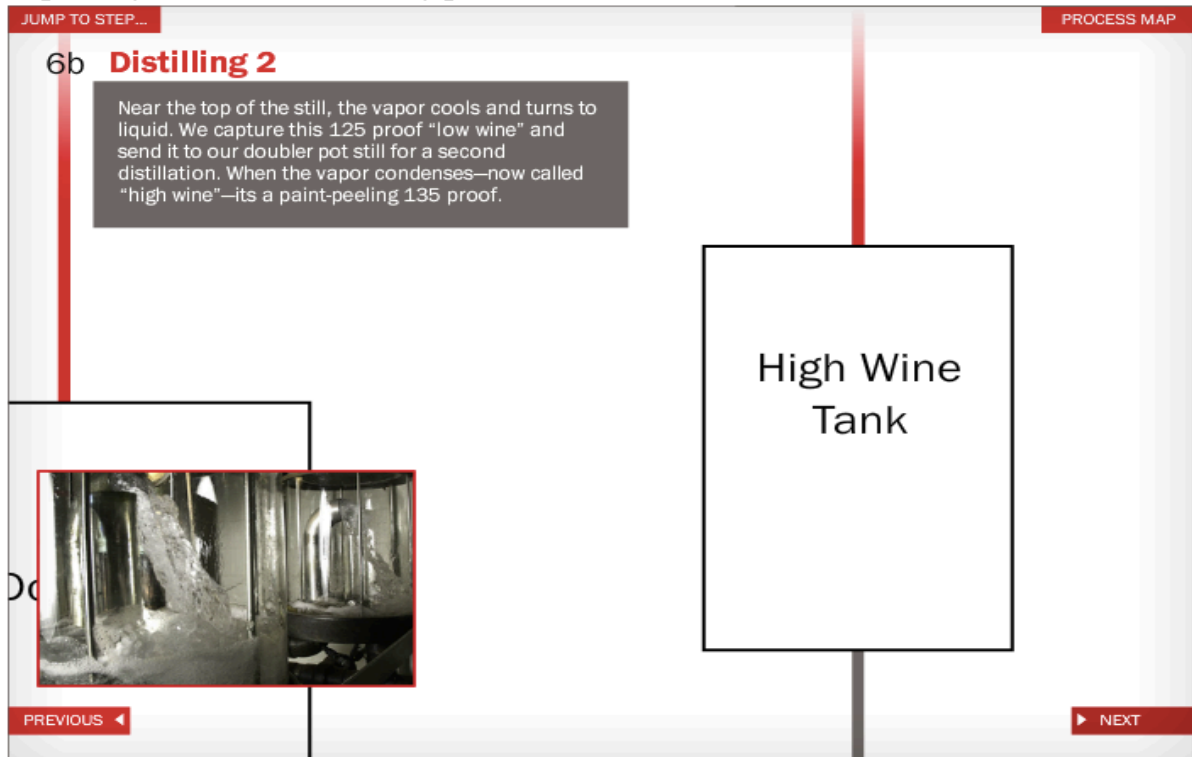 JUMP TO STEP...
PROCESS MAP
6b Distilling 2
Near the top of the still, the vapor cools and turns to
liquid. We capture this 125 proof “low wine” and
send it to our doubler pot still for a second
distillation. When the vapor condenses—now called
“high wine”—its a paint-peeling 135 proof.
High Wine
Tank
PREVIOUS
NEXT